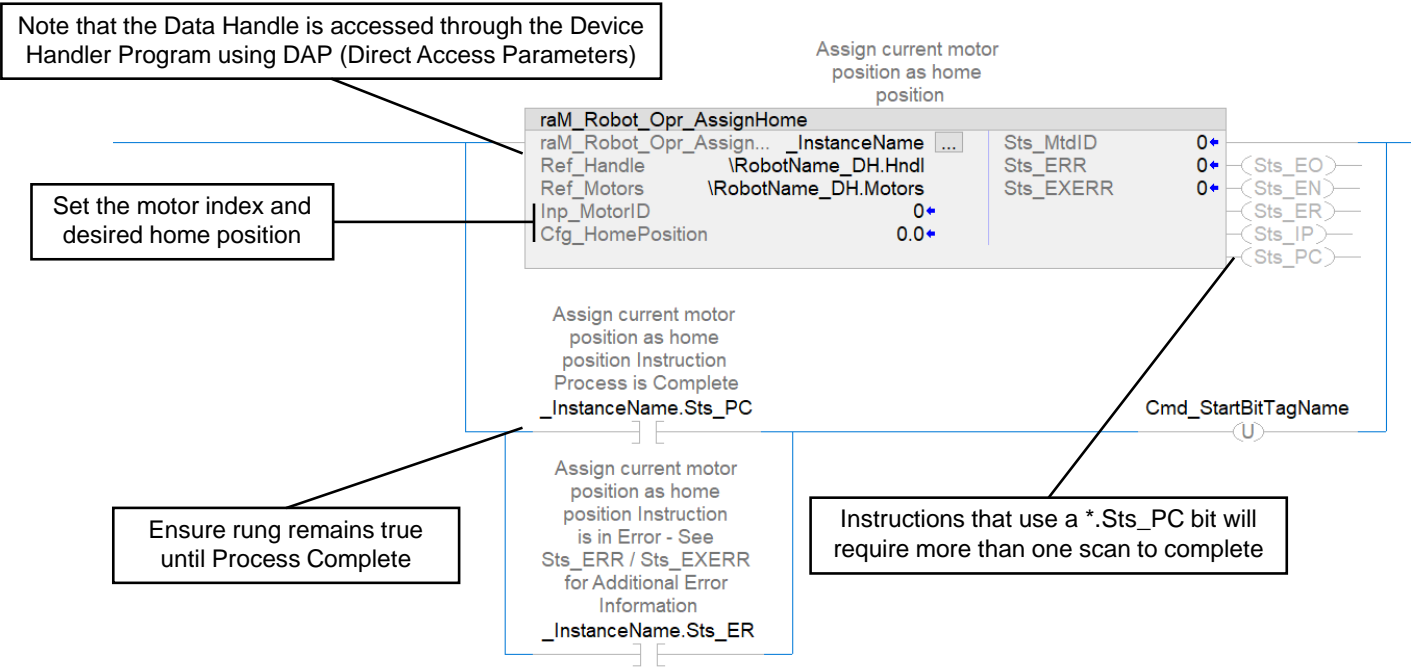 Note that the Data Handle is accessed through the Device
Handler Program using DAP (Direct Access Parameters)
Assign current motor
position as home
position
raM_Robot_Opr_AssignHome
raM_Robot_Opr_Assign... _InstanceName ... Sts_MtdID 0
Ref_Handle \RobotName_DH.Hndl Sts_ERR 0 (Sts_EO)
Ref_Motors \RobotName_DH.Motors Sts_EXERR 0 (Sts_EN)
Inp_MotorID 0 (Sts_ER)
Cfg_HomePosition 0.0 (Sts_IP)
(Sts_PC)
Set the motor index and
desired home position
Assign current motor
position as home
position Instruction
Process is Complete
_InstanceName.Sts_PC
Cmd_StartBitTagName
(U)
Assign current motor
position as home
position Instruction
is in Error - See
Sts_ERR / Sts_EXERR
for Additional Error
Information
_InstanceName.Sts_ER
Ensure rung remains true
until Process Complete
Instructions that use a *.Sts_PC bit will
require more than one scan to complete